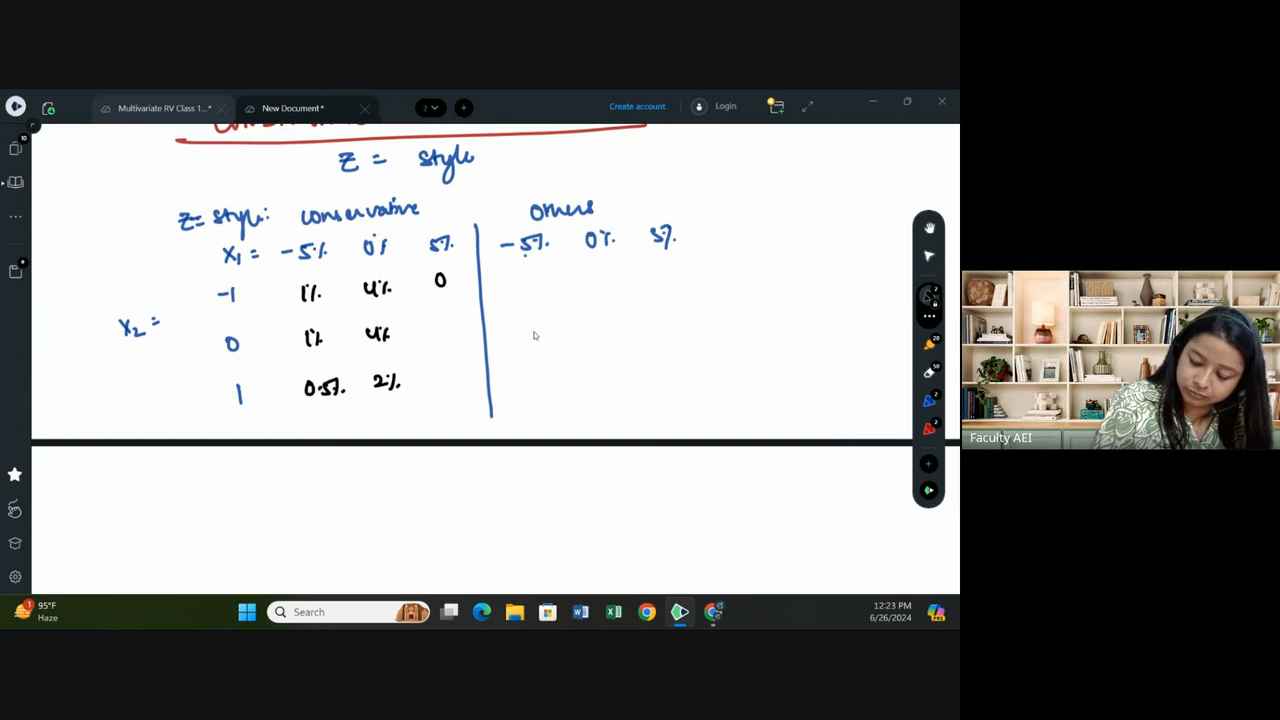 Multivariate RV Class 1...*
New Document*
2
Create account
Login
Z = style
Z = style: conservative others
X1 = -5% 0% 5% -5% 0% 5%
-1 1% 4% 0
X2 =
0 1% 4%
1 0.5% 2%
Faculty AEI
95°F
Haze
Search
12:23 PM
6/26/2024